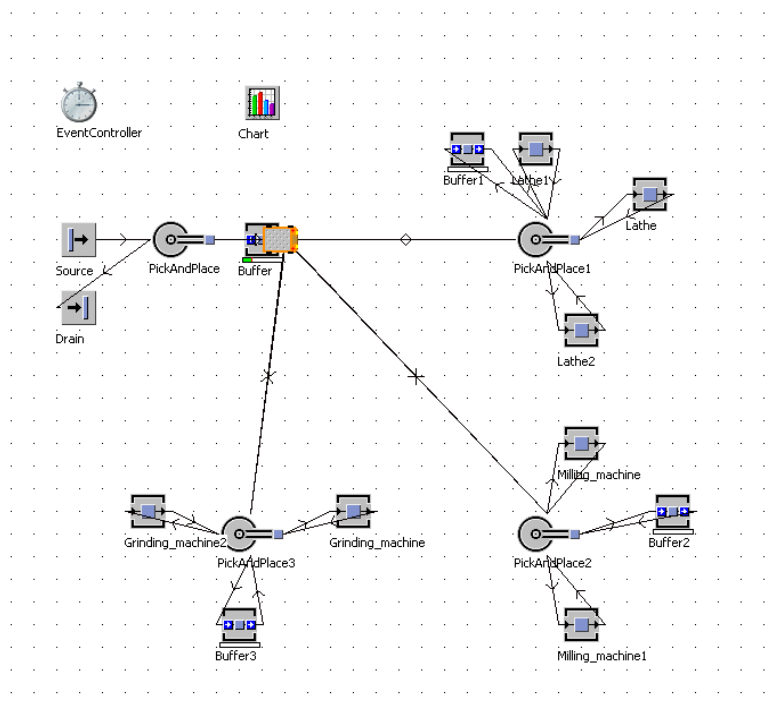 EventController
Chart
Buffer1
Lathe1
Lathe
Source
PickAndPlace
Buffer
PickAndPlace1
Drain
Lathe2
Milling_machine
Grinding_machine2
Grinding_machine
Buffer2
PickAndPlace3
PickAndPlace2
Buffer3
Milling_machine1